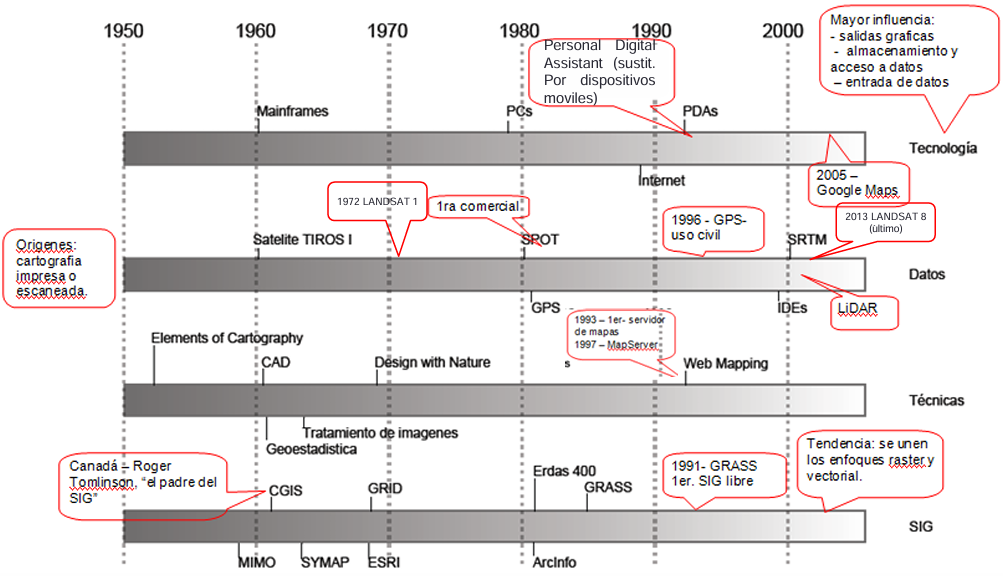 1950
1960
1970
1980
1990
2000
Mayor influencia:
- salidas graficas
- almacenamiento y
acceso a datos
– entrada de datos
Personal Digital
Assistant (sustit.
Por dispositivos
moviles)
Mainframes
PCs
PDAs
Internet
Tecnología
2005 –
Google Maps
1972 LANDSAT 1
1ra comercial
1996 - GPS-
uso civil
2013 LANDSAT 8
(último)
Origenes:
cartografia
impresa o
escaneada.
Satelite TIROS I
SPOT
SRTM
Datos
GPS
IDEs
LiDAR
1993 – 1er- servidor
de mapas
1997 – MapServer
s
Elements of Cartography
CAD
Design with Nature
Web Mapping
Técnicas
Tratamiento de imagenes
Geoestadistica
Canadá – Roger
Tomlinson, “el padre del
SIG”
CGIS
GRID
Erdas 400
GRASS
1991- GRASS
1er. SIG libre
Tendencia: se unen
los enfoques raster y
vectorial.
SIG
MIMO
SYMAP
ESRI
ArcInfo